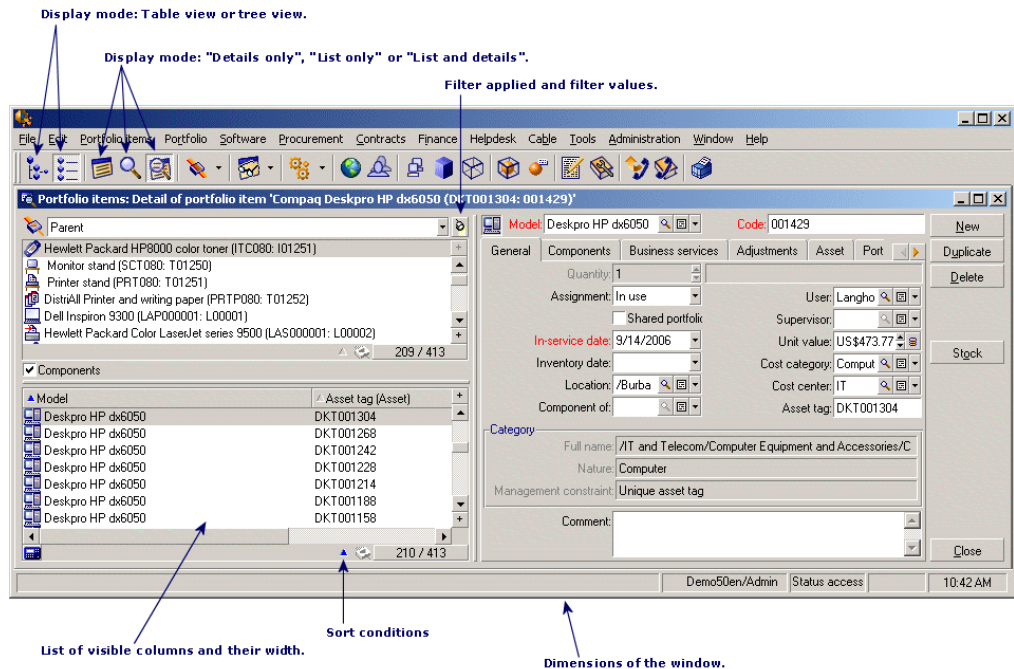 Display mode: Table view or tree view.
Display mode: "Details only", "List only" or "List and details".
Filter applied and filter values.
File Edit Portfolio items Portfolio Software Procurement Contracts Finance Helpdesk Cable Tools Administration Window Help
Portfolio items: Detail of portfolio item 'Compaq Deskpro HP dx6050 (DKT001304: 001429)'
Parent
Hewlett Packard HP8000 color toner (ITC080: I01251)
Monitor stand (SCT080: T01250)
Printer stand (PRT080: T01251)
DistriAll Printer and writing paper (PRTP080: T01252)
Dell Inspiron 9300 (LAP000001: L00001)
Hewlett Packard Color LaserJet series 9500 (LAS000001: L00002)
209 / 413
Components
Model Asset tag (Asset)
Deskpro HP dx6050 DKT001304
Deskpro HP dx6050 DKT001268
Deskpro HP dx6050 DKT001242
Deskpro HP dx6050 DKT001228
Deskpro HP dx6050 DKT001214
Deskpro HP dx6050 DKT001188
Deskpro HP dx6050 DKT001158
210 / 413
Model: Deskpro HP dx6050 Code: 001429
General Components Business services Adjustments Asset Port
Quantity: 1
Assignment: In use User: Langho
Shared portfolio Supervisor:
In-service date: 9/14/2006 Unit value: US$473.77
Inventory date: Cost category: Comput
Location: /Burba Cost center: IT
Component of: Asset tag: DKT001304
Category
Full name: /IT and Telecom/Computer Equipment and Accessories/C
Nature: Computer
Management constraint: Unique asset tag
Comment:
New
Duplicate
Delete
Stock
Close
Demo50en/Admin Status access 10:42 AM
Sort conditions
List of visible columns and their width.
Dimensions of the window.